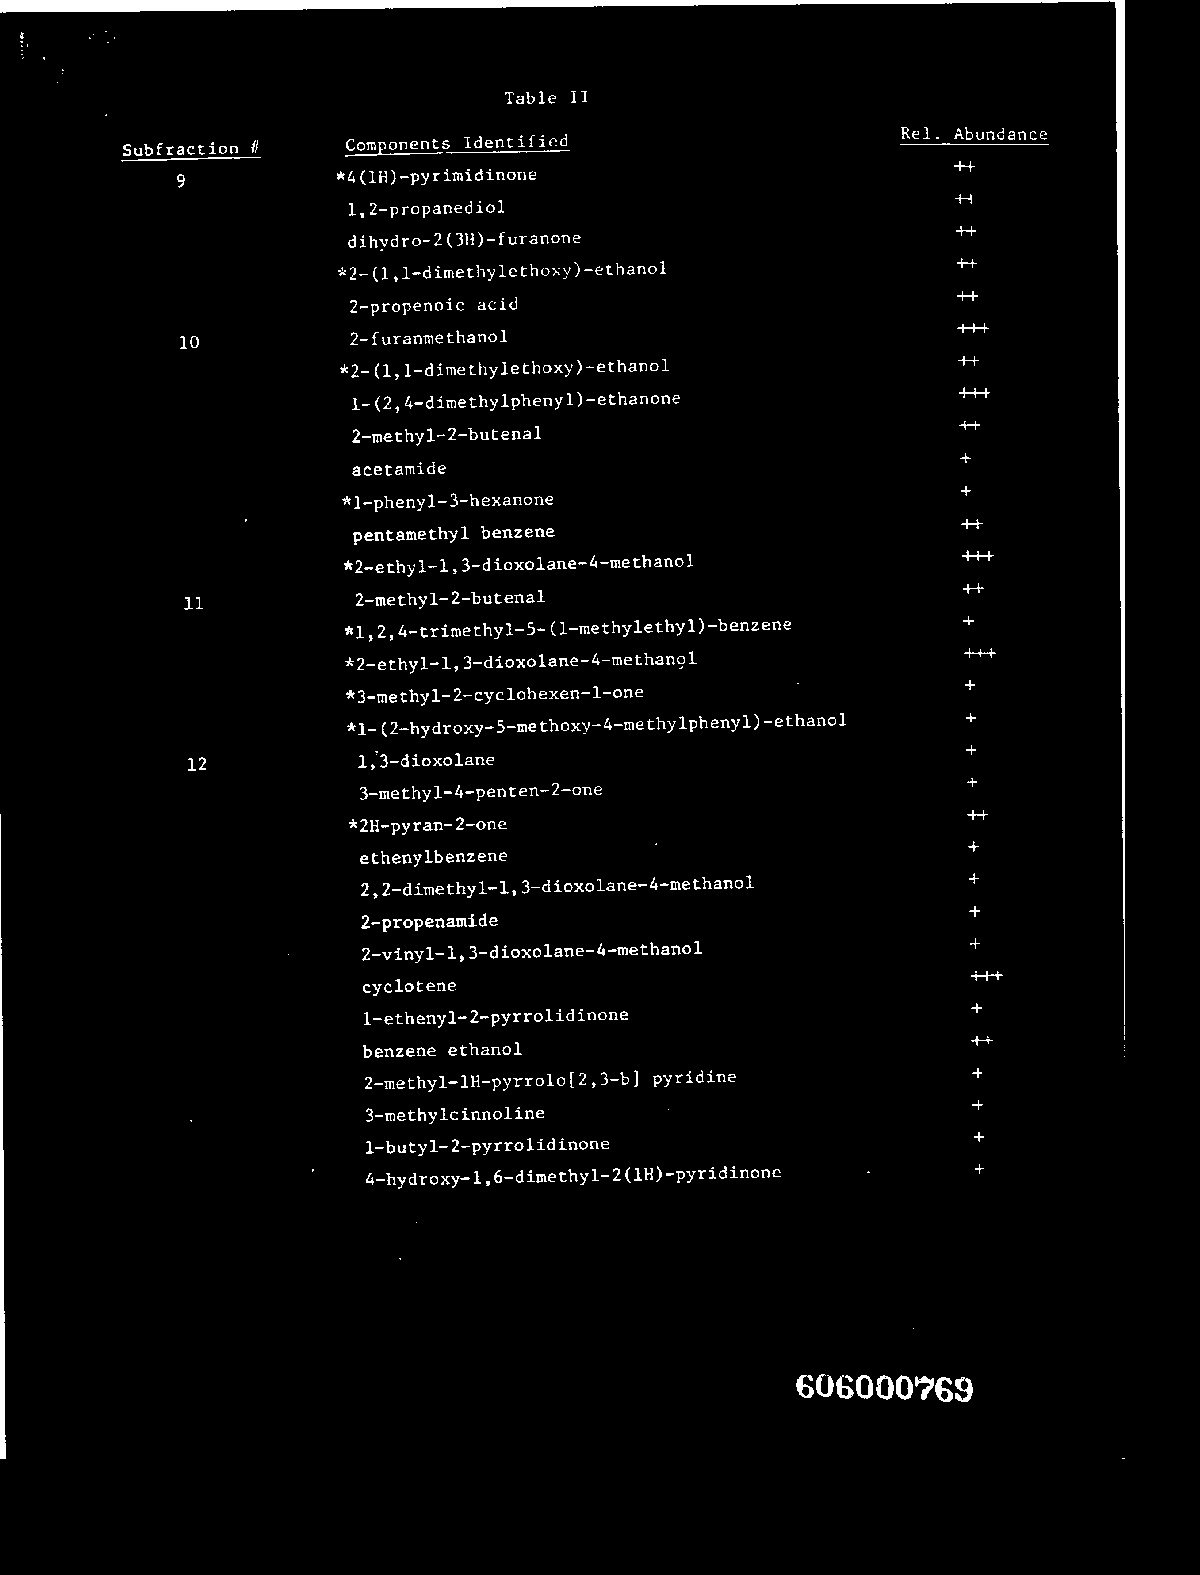 Table II
Subfraction # Components Identified Rel. Abundance
9 *4(1H)-pyrimidinone ++
1,2-propanediol ++
dihydro-2(3H)-furanone ++
*2-(1,1-dimethylethoxy)-ethanol ++
2-propenoic acid ++
10 2-furanmethanol +++
*2-(1,1-dimethylethoxy)-ethanol ++
1-(2,4-dimethylphenyl)-ethanone +++
2-methyl-2-butenal ++
acetamide +
*1-phenyl-3-hexanone +
pentamethyl benzene ++
*2-ethyl-1,3-dioxolane-4-methanol +++
11 2-methyl-2-butenal ++
*1,2,4-trimethyl-5-(1-methylethyl)-benzene +
*2-ethyl-1,3-dioxolane-4-methanol +++
*3-methyl-2-cyclohexen-1-one +
*1-(2-hydroxy-5-methoxy-4-methylphenyl)-ethanol +
12 1,3-dioxolane +
3-methyl-4-penten-2-one +
*2H-pyran-2-one ++
ethenylbenzene +
2,2-dimethyl-1,3-dioxolane-4-methanol +
2-propenamide +
2-vinyl-1,3-dioxolane-4-methanol +
cyclotene +++
1-ethenyl-2-pyrrolidinone +
benzene ethanol ++
2-methyl-1H-pyrrolo[2,3-b] pyridine +
3-methylcinnoline +
1-butyl-2-pyrrolidinone +
4-hydroxy-1,6-dimethyl-2(1H)-pyridinone +
606000769